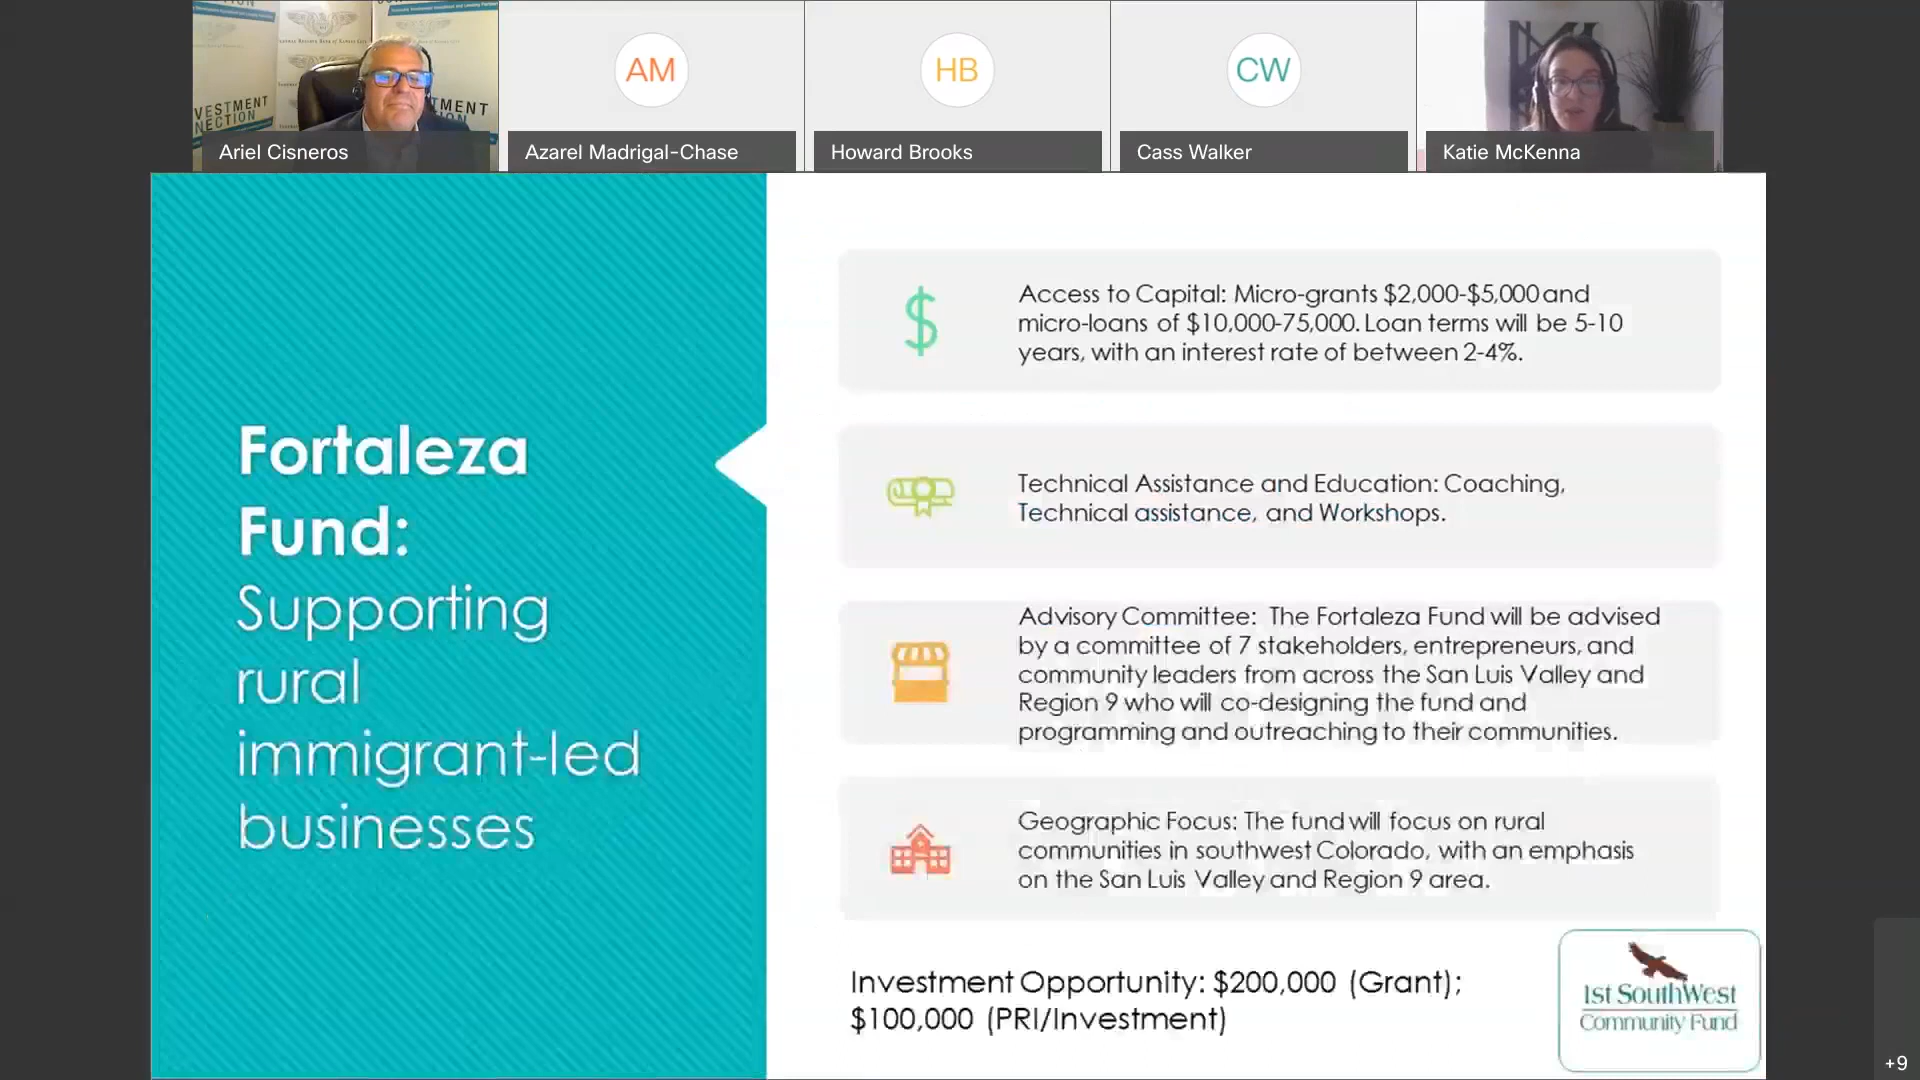 VESTMENT
NECTION
TMENT
Ariel Cisneros
AM
Azarel Madrigal-Chase
HB
Howard Brooks
CW
Cass Walker
Katie McKenna
Fortaleza
Fund:
Supporting
rural
immigrant-led
businesses
Access to Capital: Micro-grants $2,000-$5,000 and
micro-loans of $10,000-75,000. Loan terms will be 5-10
years, with an interest rate of between 2-4%.
Technical Assistance and Education: Coaching,
Technical assistance, and Workshops.
Advisory Committee: The Fortaleza Fund will be advised
by a committee of 7 stakeholders, entrepreneurs, and
community leaders from across the San Luis Valley and
Region 9 who will co-designing the fund and
programming and outreaching to their communities.
Geographic Focus: The fund will focus on rural
communities in southwest Colorado, with an emphasis
on the San Luis Valley and Region 9 area.
Investment Opportunity: $200,000 (Grant);
$100,000 (PRI/Investment)
1st SouthWest
Community Fund
+9